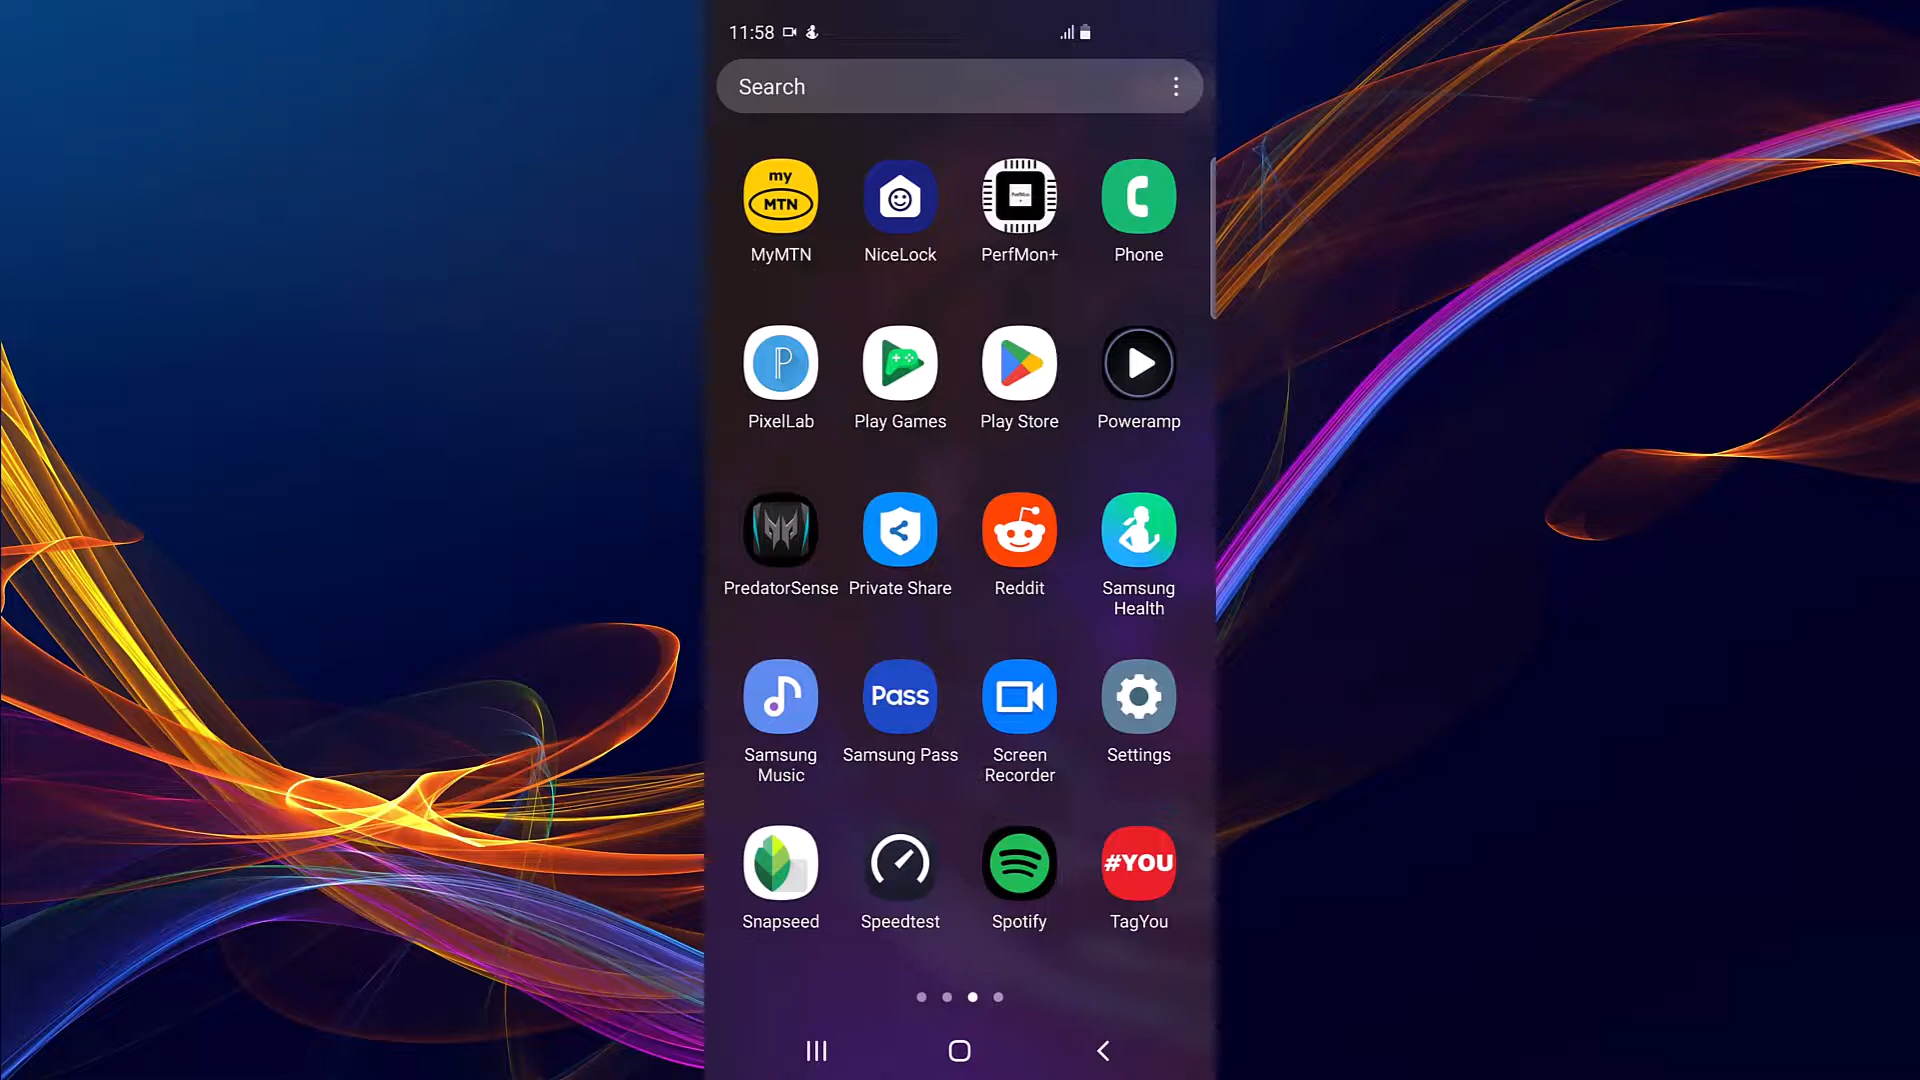 11:58
Search
my
MTN
MyMTN
NiceLock
PerfMon+
PerfMon+
Phone
PixelLab
Play Games
Play Store
Poweramp
PredatorSense
Private Share
Reddit
Samsung
Health
Samsung
Music
Pass
Samsung Pass
Screen
Recorder
Settings
Snapseed
Speedtest
Spotify
#YOU
TagYou